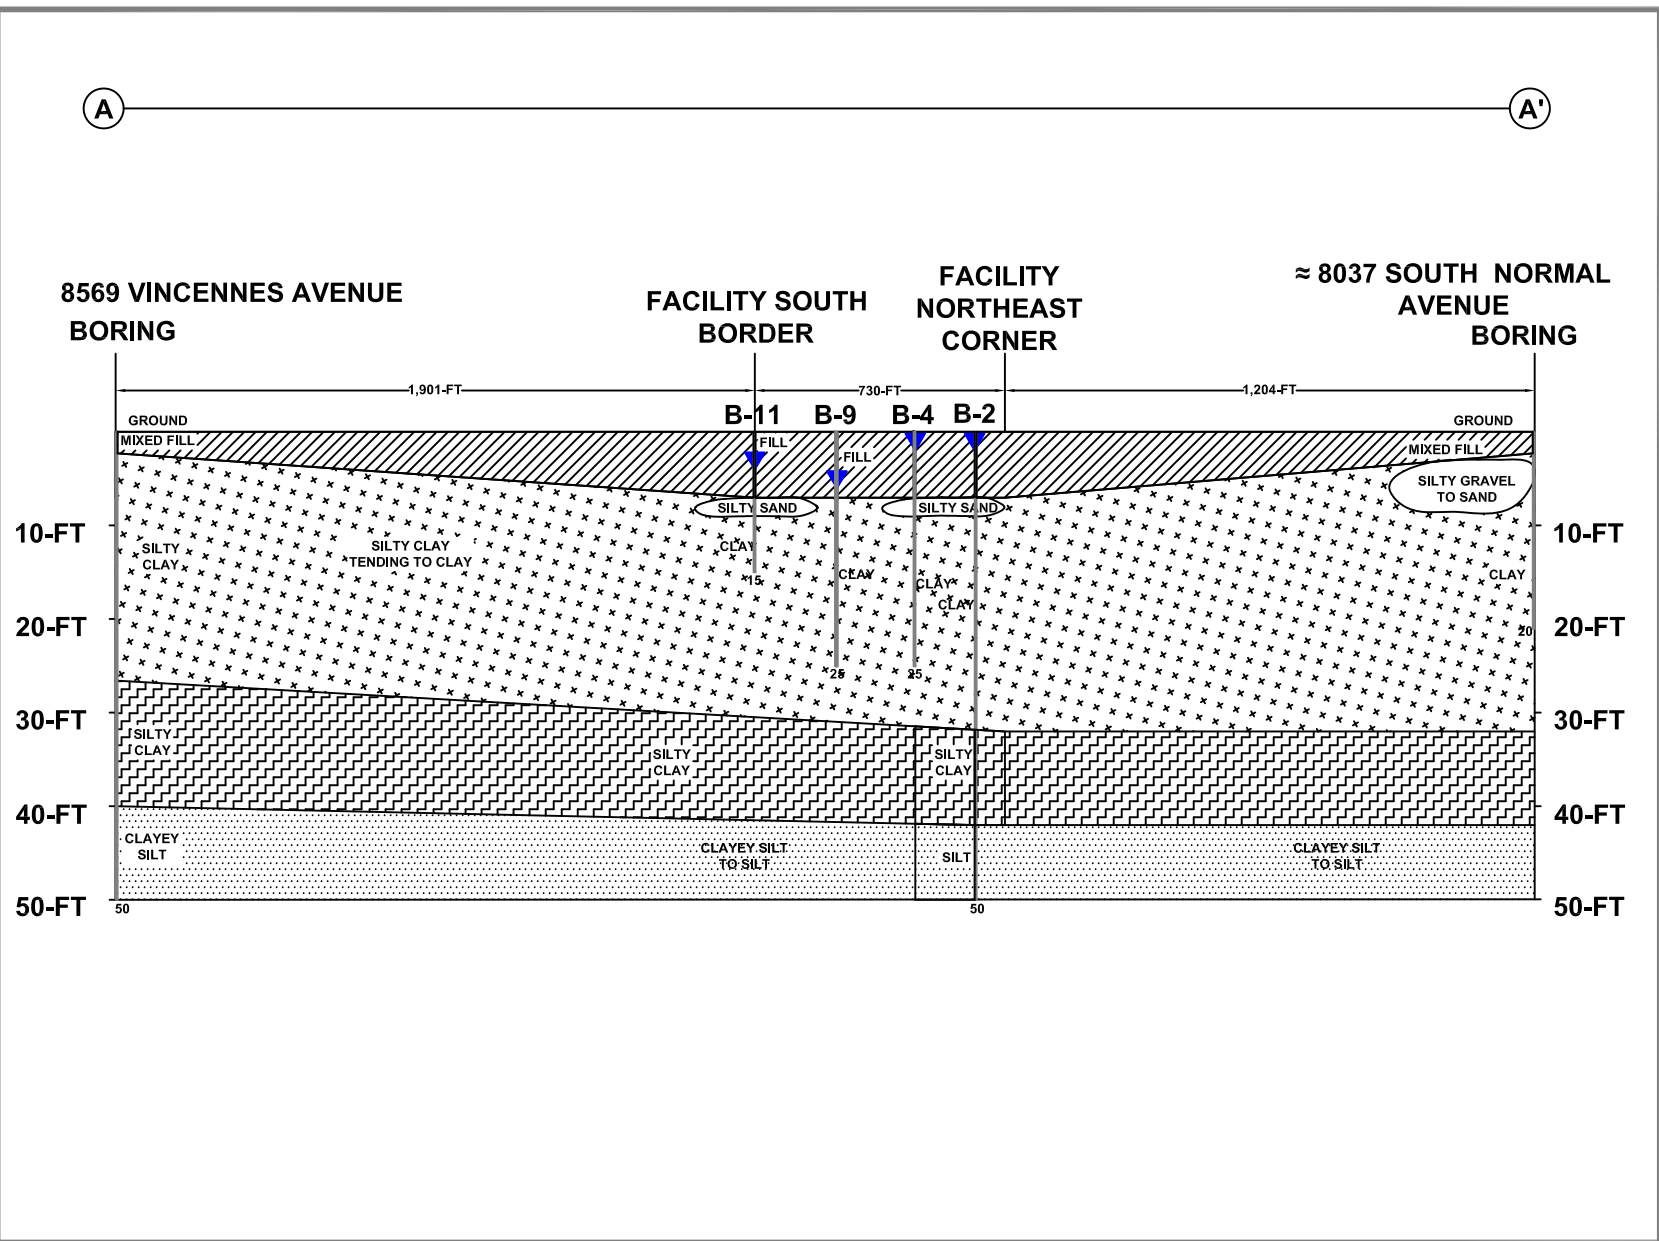 A
A'
8569 VINCENNES AVENUE
BORING
FACILITY SOUTH
BORDER
FACILITY
NORTHEAST
CORNER
≈ 8037 SOUTH NORMAL
AVENUE
BORING
1,901-FT
730-FT
1,204-FT
GROUND
B-11
B-9
B-4
B-2
GROUND
MIXED FILL
FILL
FILL
MIXED FILL
SILTY SAND
SILTY SAND
SILTY GRAVEL
TO SAND
10-FT
10-FT
SILTY
CLAY
SILTY CLAY
TENDING TO CLAY
CLAY
15
CLAY
CLAY
CLAY
CLAY
20-FT
20
20-FT
25
25
30-FT
30-FT
SILTY
CLAY
SILTY
CLAY
SILTY
CLAY
40-FT
40-FT
CLAYEY
SILT
CLAYEY SILT
TO SILT
SILT
CLAYEY SILT
TO SILT
50-FT
50
50
50-FT